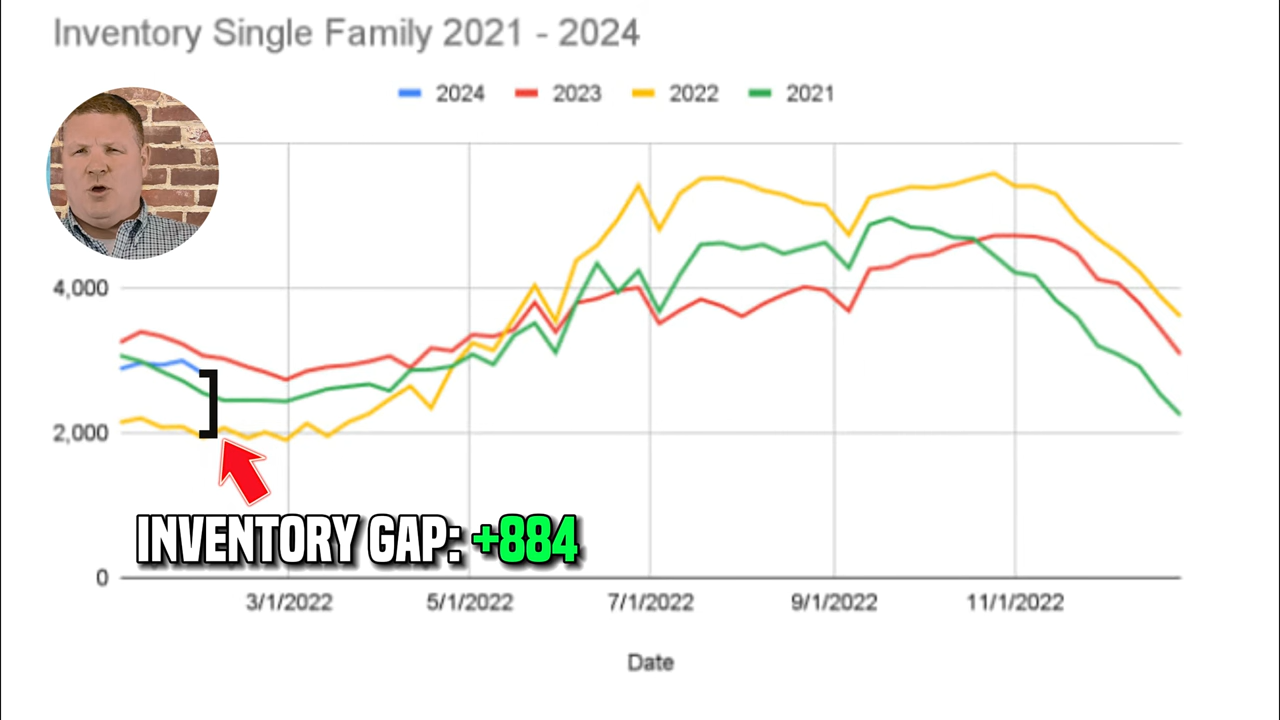 Inventory Single Family 2021 - 2024
2024 2023 2022 2021
4,000
2,000
INVENTORY GAP: +884
0
3/1/2022 5/1/2022 7/1/2022 9/1/2022 11/1/2022
Date